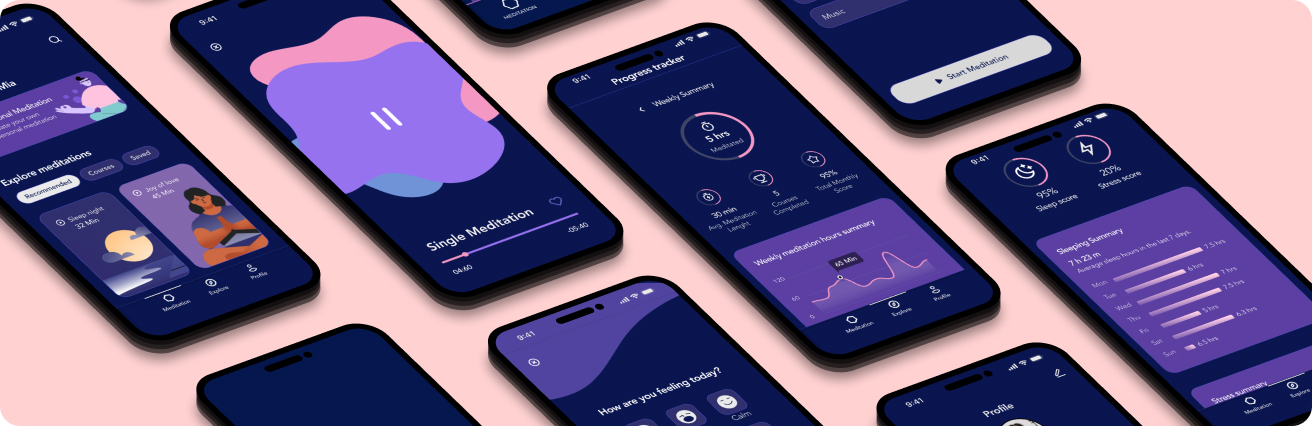 Mia
onal Meditation
ate your own
ersonal meditation
Explore meditations
Recommended
Courses
Saved
Sleep night
32 Min
Joy of love
45 Min
Meditation
Explore
Profile
9:41
Single Meditation
04:60
-05:40
MEDITATION
9:41
Progress tracker
Weekly Summary
5 hrs
Meditated
30 min
Avg. Meditation
Lenght
5
Courses
Completed
95%
Total Monthly
Score
Weekly meditation hours summary
120
60
0
65 Min
Meditation
Explore
Profile
Music
Start Meditation
9:41
95%
Sleep score
20%
Stress score
Sleeping Summary
7 h 23 m
Average sleep hours in the last 7 days.
Mon 7.5 hrs
Tue 6 hrs
Wed 7 hrs
Thu 7.5 hrs
Fri 5 hrs
Sat 6.3 hrs
Sun 6.5 hrs
Stress summary
Meditation
Explore
9:41
How are you feeling today?
Calm
9:41
Profile